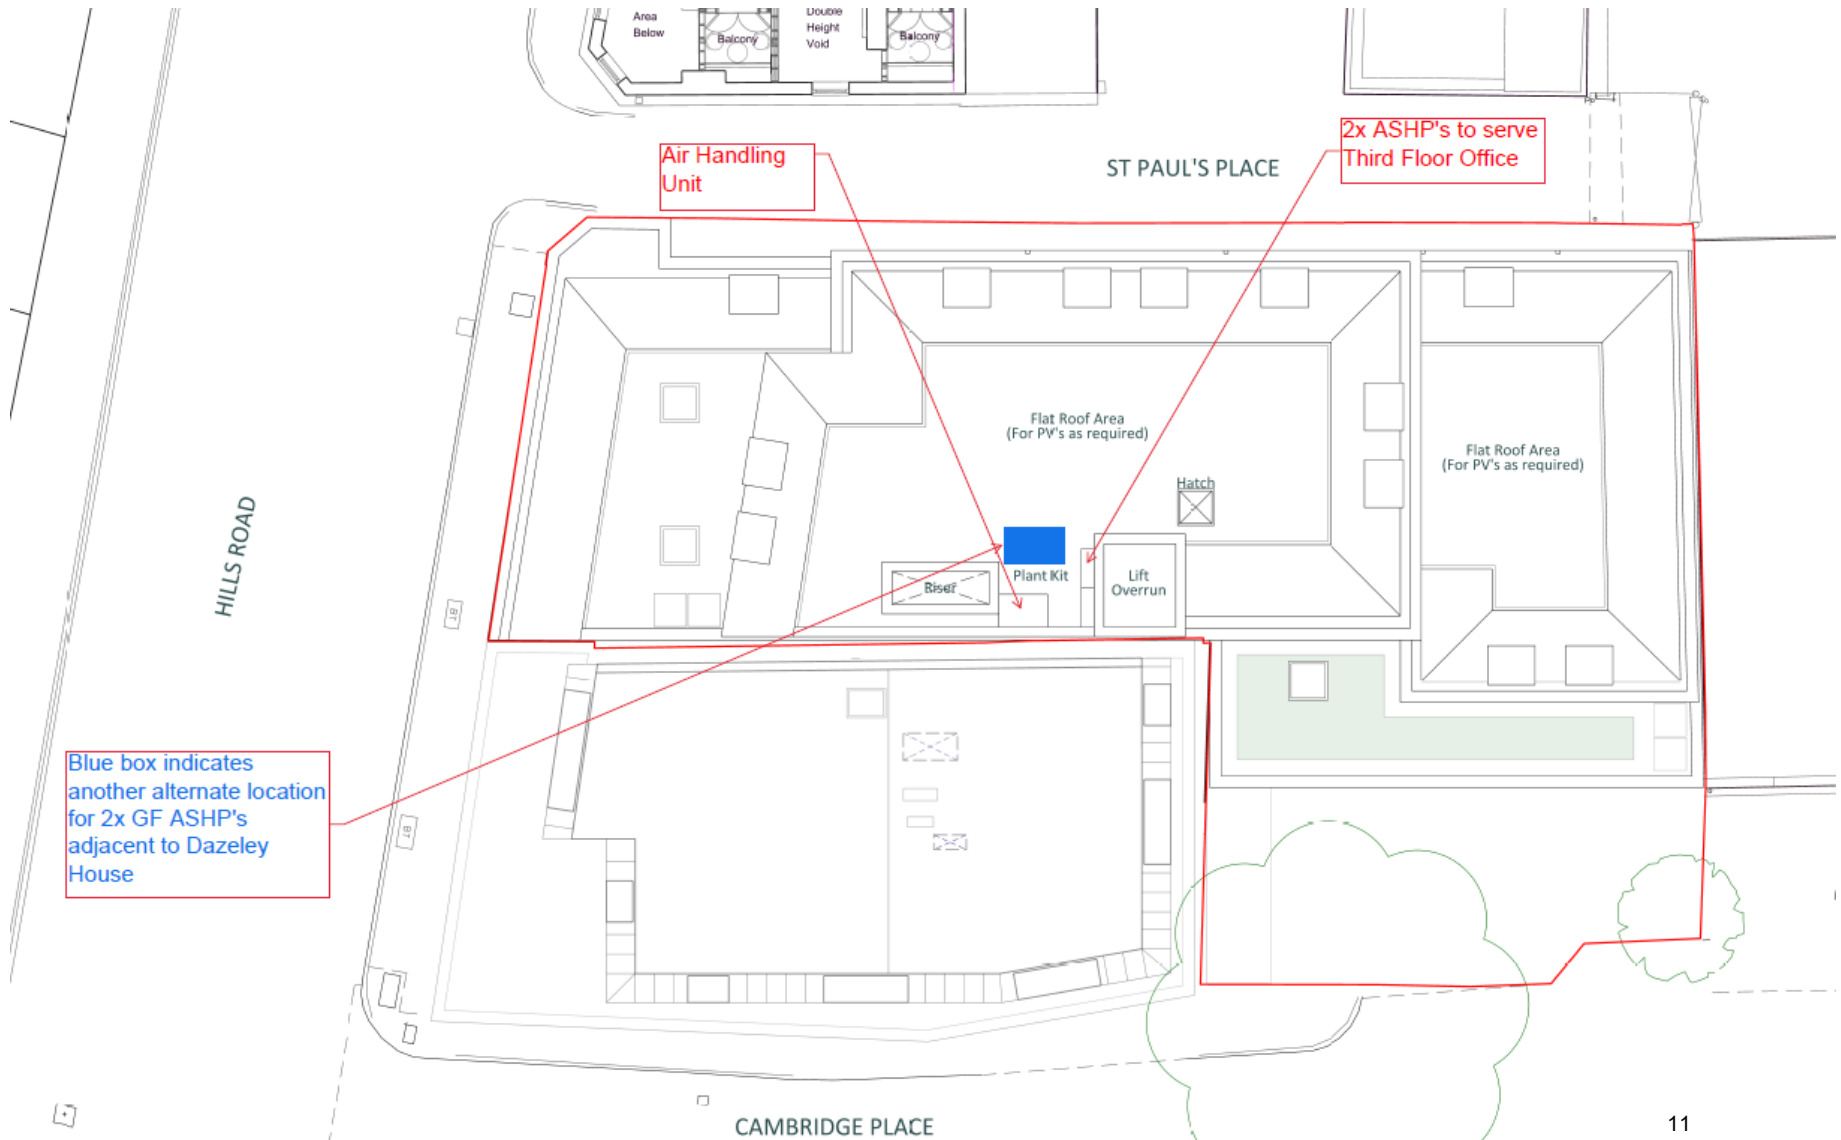 Area
Below
Balcony
Double
Height
Void
Balcony
2x ASHP's to serve
Third Floor Office
Air Handling
Unit
ST PAUL'S PLACE
Flat Roof Area
(For PV's as required)
Flat Roof Area
(For PV's as required)
Hatch
HILLS ROAD
Plant Kit
Lift
Overrun
Riser
BT
Blue box indicates
another alternate location
for 2x GF ASHP's
adjacent to Dazeley
House
BT
CAMBRIDGE PLACE
11